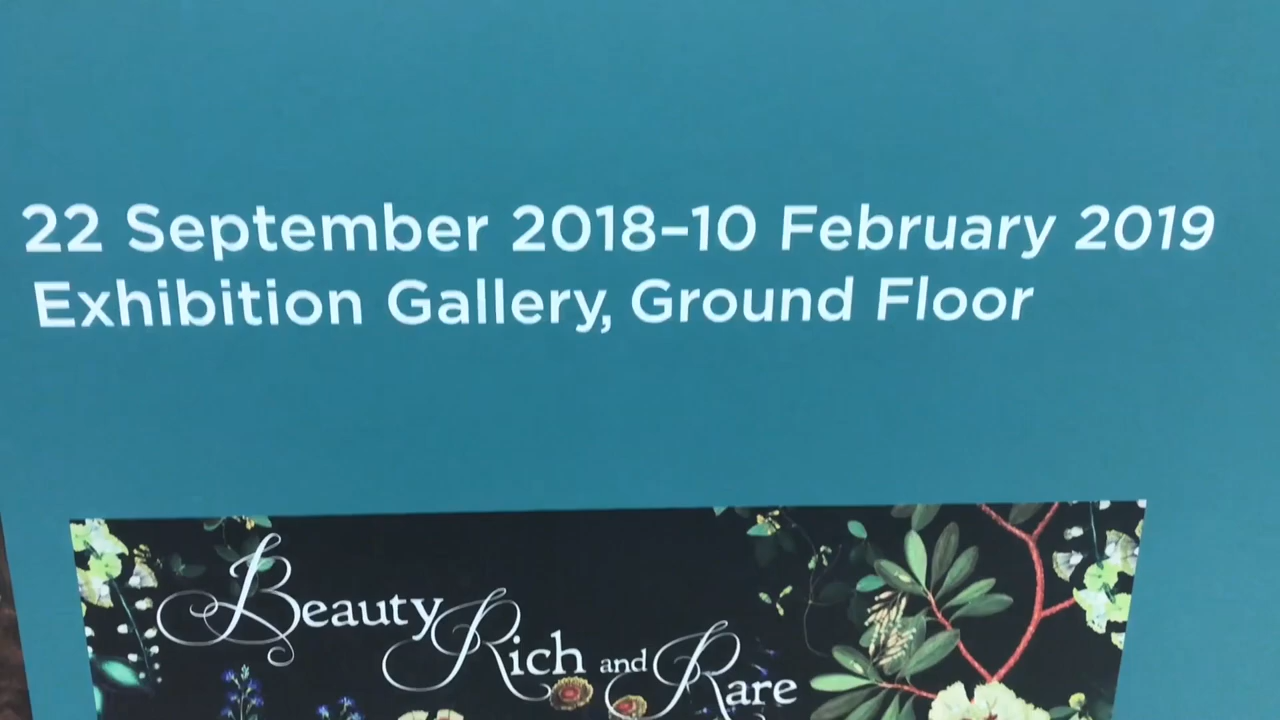 22 September 2018–10 February 2019
Exhibition Gallery, Ground Floor
Beauty
Rich and Rare